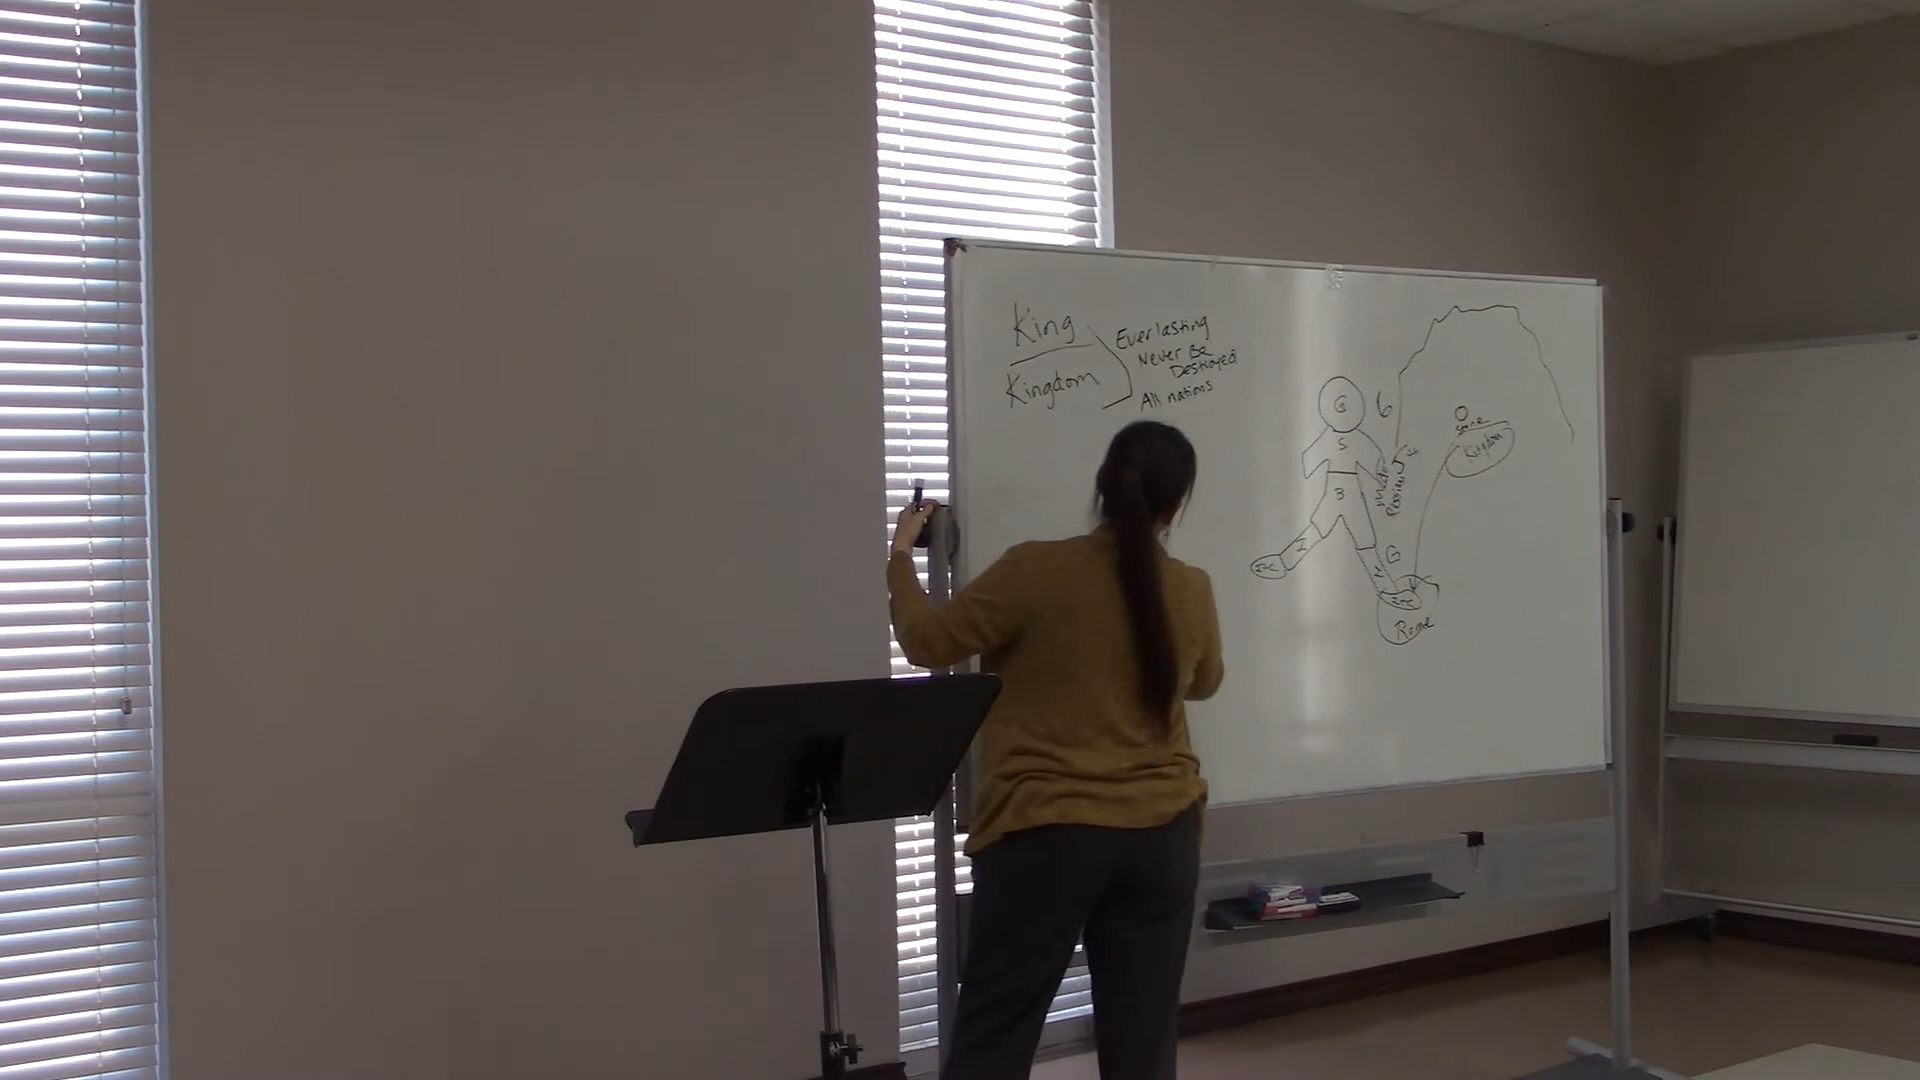 King
Kingdom
Everlasting
Never Be
Destroyed
All nations
G
S
B
I
I
I+C
I+C
G
Rome
Stone
Kingdom